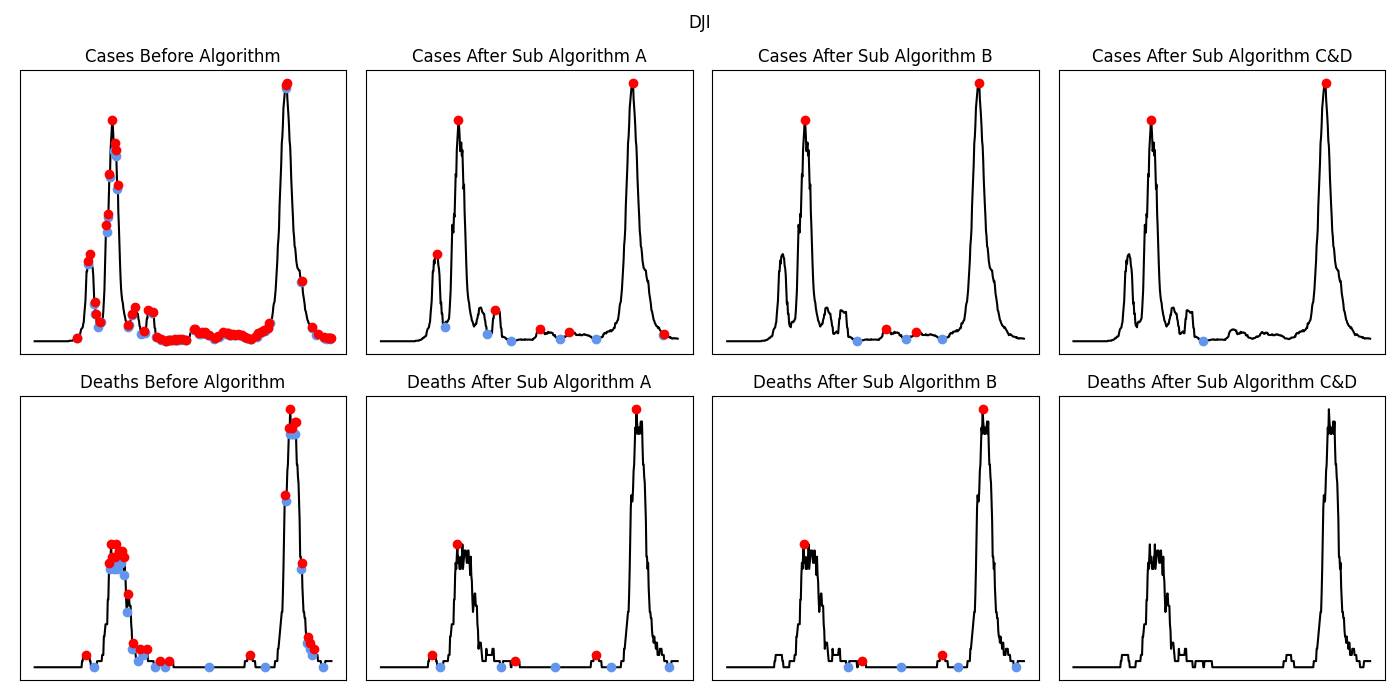 DJI
Cases Before Algorithm
Cases After Sub Algorithm A
Cases After Sub Algorithm B
Cases After Sub Algorithm C&D
Deaths Before Algorithm
Deaths After Sub Algorithm A
Deaths After Sub Algorithm B
Deaths After Sub Algorithm C&D